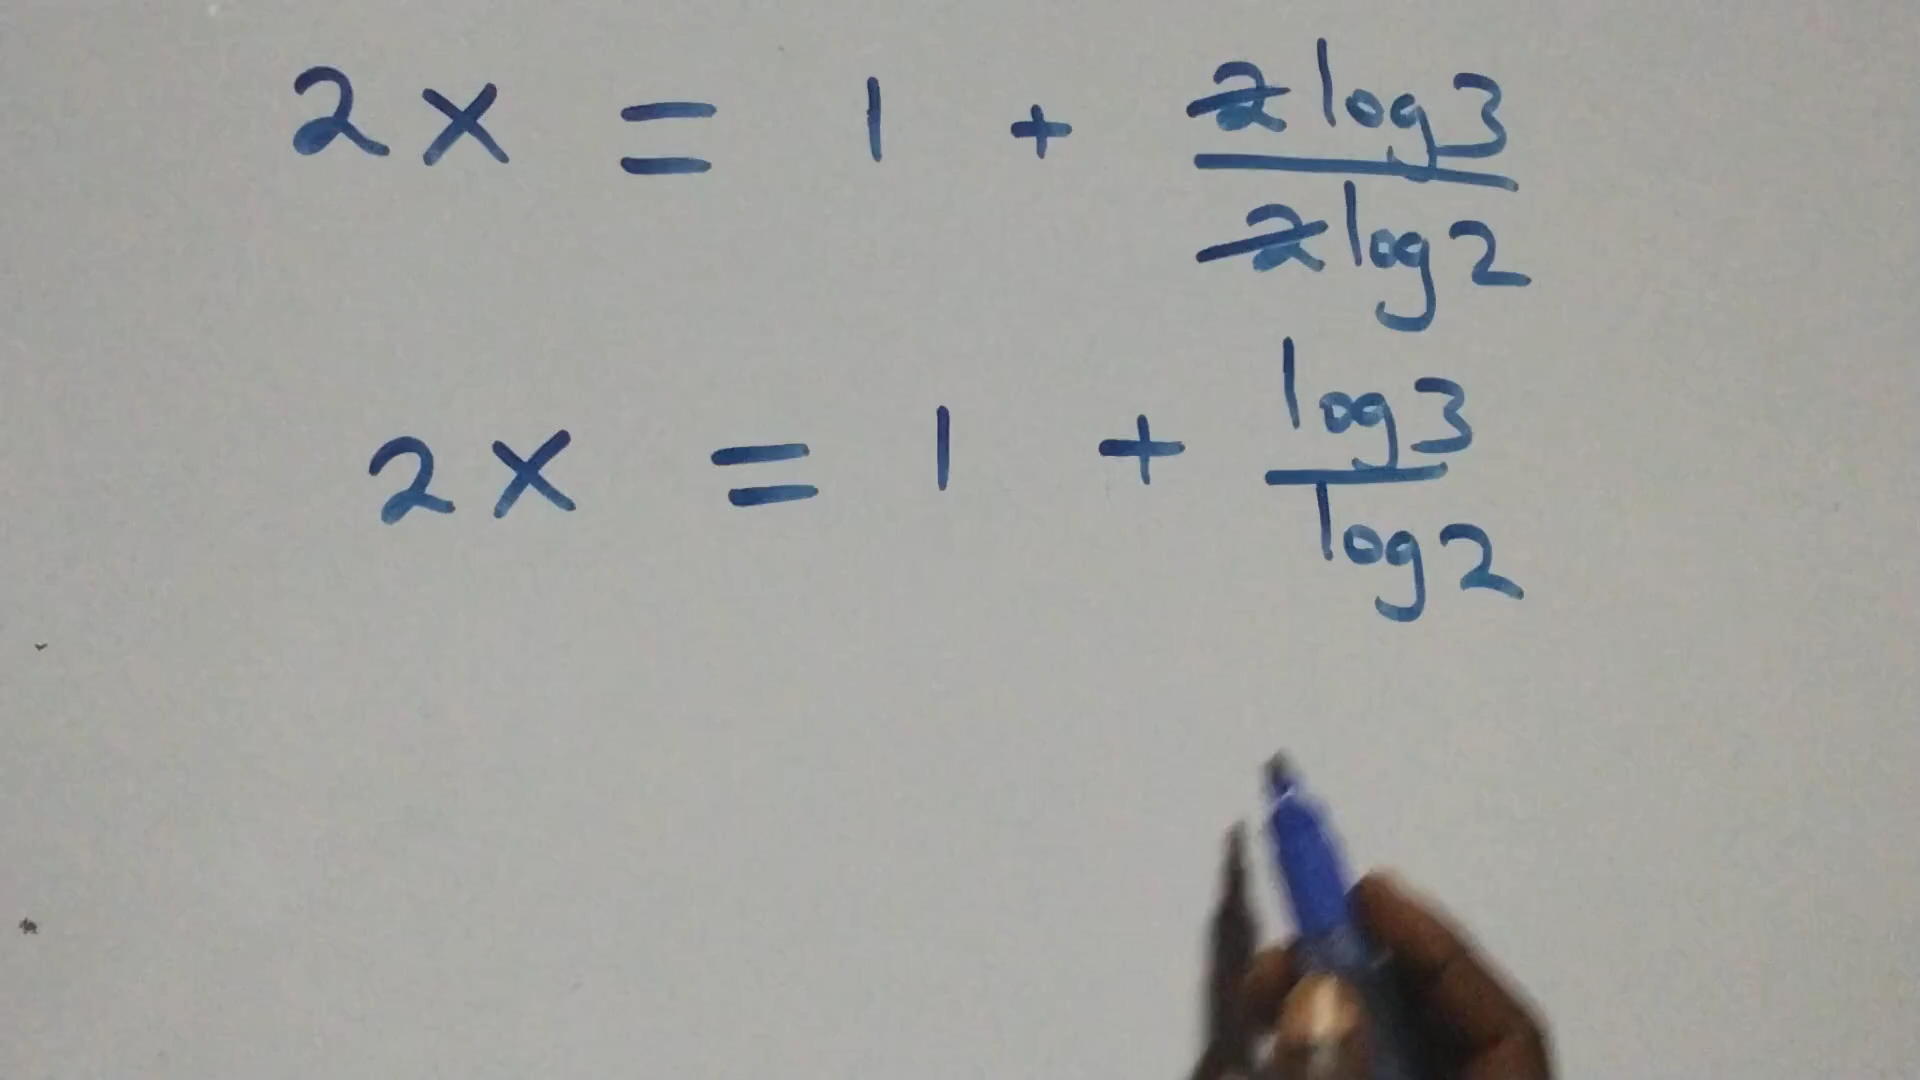 2x = 1 + 2log3/2log2
2x = 1 + log3/log2